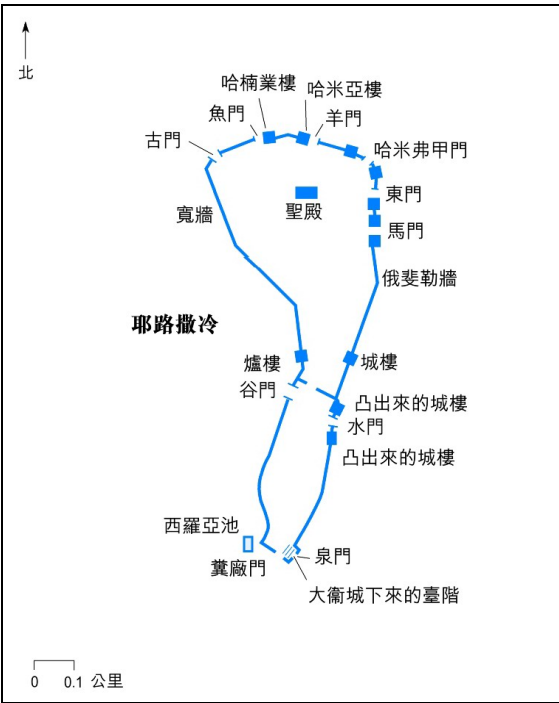 北
哈楠業樓
哈米亞樓
魚門
羊門
古門
哈米弗甲門
東門
聖殿
寬牆
馬門
俄斐勒牆
耶路撒冷
爐樓
城樓
谷門
凸出來的城樓
水門
凸出來的城樓
西羅亞池
糞廠門
泉門
大衞城下來的臺階
0 0.1 公里